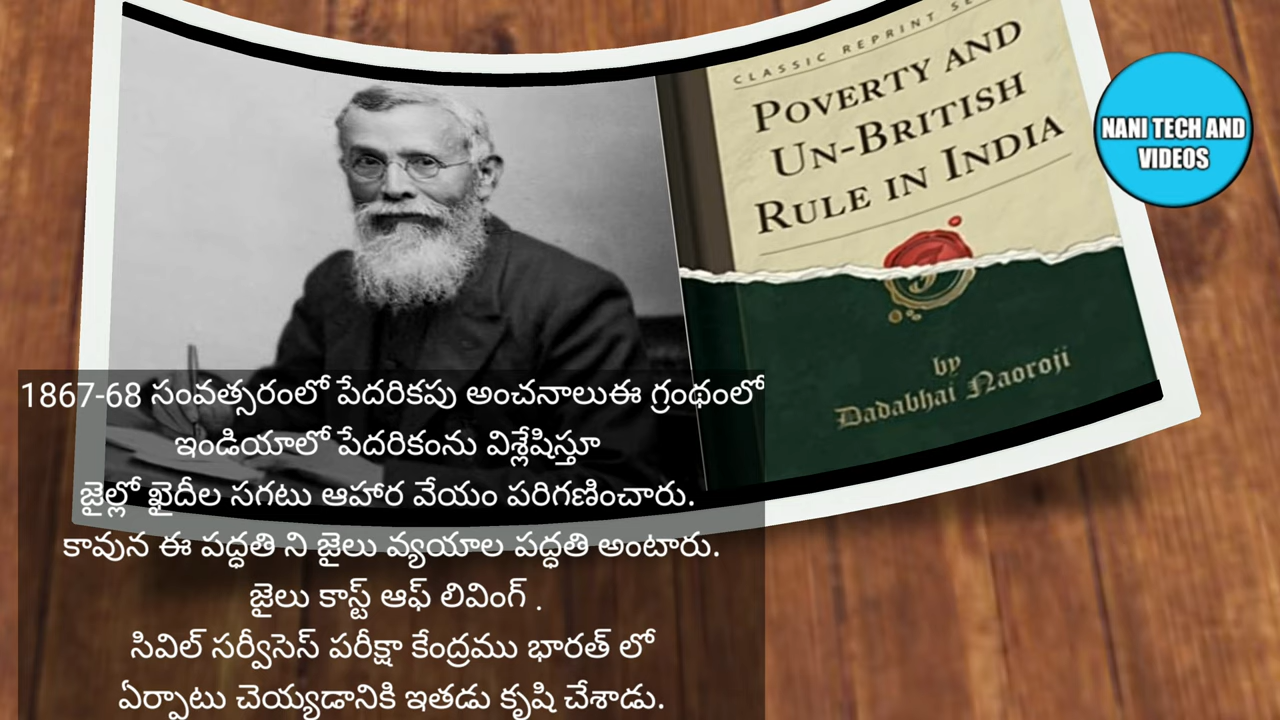 CLASSIC REPRINT SE
POVERTY AND
UN-BRITISH
RULE IN INDIA
by
Dadabhai Naoroji
NANI TECH AND
VIDEOS
1867-68 సంవత్సరంలో పేదరికపు అంచనాలుఈ గ్రంథంలో
ఇండియాలో పేదరికంను విశ్లేషిస్తూ
జైల్లో ఖైదీల సగటు ఆహార వేయం పరిగణించారు.
కావున ఈ పద్ధతి ని జైలు వ్యయాల పద్ధతి అంటారు.
జైలు కాస్ట్ ఆఫ్ లివింగ్ .
సివిల్ సర్వీసెస్ పరీక్షా కేంద్రము భారత్ లో
ఏర్పాటు చెయ్యడానికి ఇతడు కృషి చేశాడు.